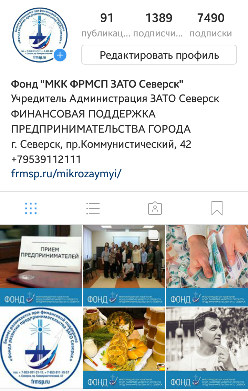 91 1389 7490
публикац... подписчи... подписки
Редактировать профиль
Фонд "МКК ФРМСП ЗАТО Северск"
Учредитель Администрация ЗАТО Северск
ФИНАНСОВАЯ ПОДДЕРЖКА
ПРЕДПРИНИМАТЕЛЬСТВА ГОРОДА
г. Северск, пр.Коммунистический, 42
+79539112111
frmsp.ru/mikrozaymyi/
ПРИЕМ
ПРЕДПРИНИМАТЕЛЕЙ
ФОНД
ФОНД
ФОНД
frmsp.ru
ФОНД
ФОНД